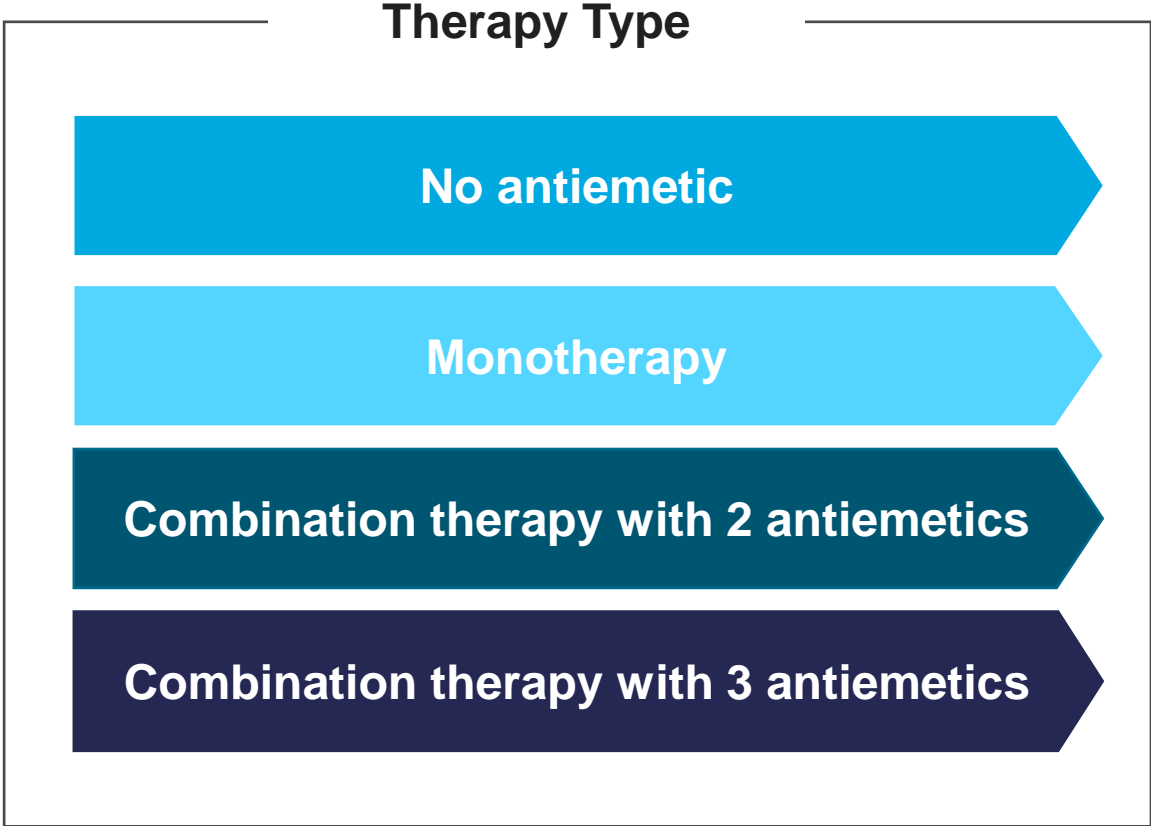 Therapy Type
No antiemetic
Monotherapy
Combination therapy with 2 antiemetics
Combination therapy with 3 antiemetics